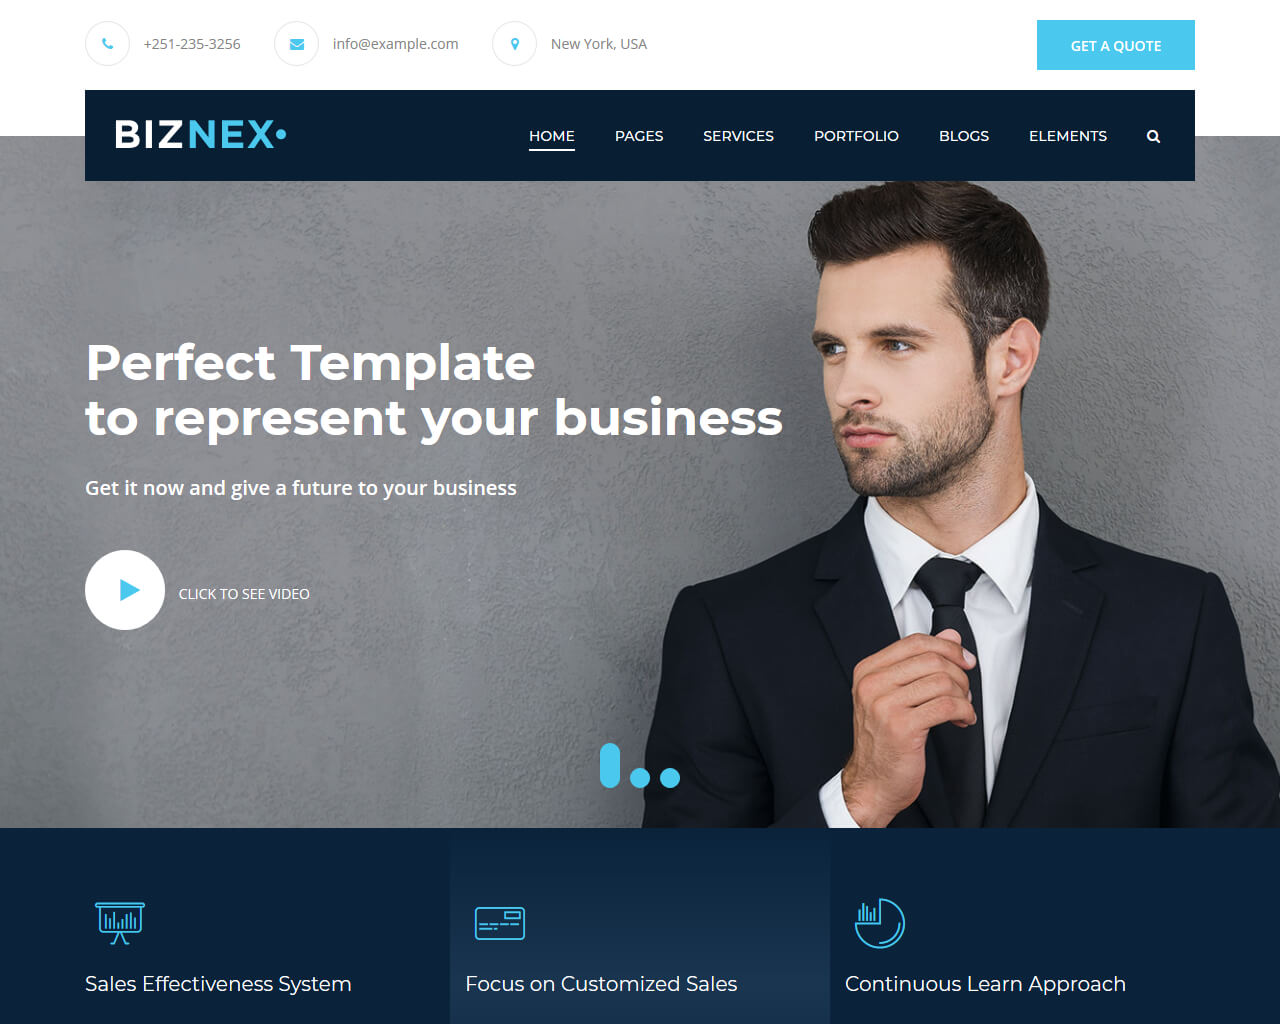 +251-235-3256
info@example.com
New York, USA
GET A QUOTE
BIZNEX
HOME
PAGES
SERVICES
PORTFOLIO
BLOGS
ELEMENTS
Perfect Template
to represent your business
Get it now and give a future to your business
CLICK TO SEE VIDEO
Sales Effectiveness System
Focus on Customized Sales
Continuous Learn Approach